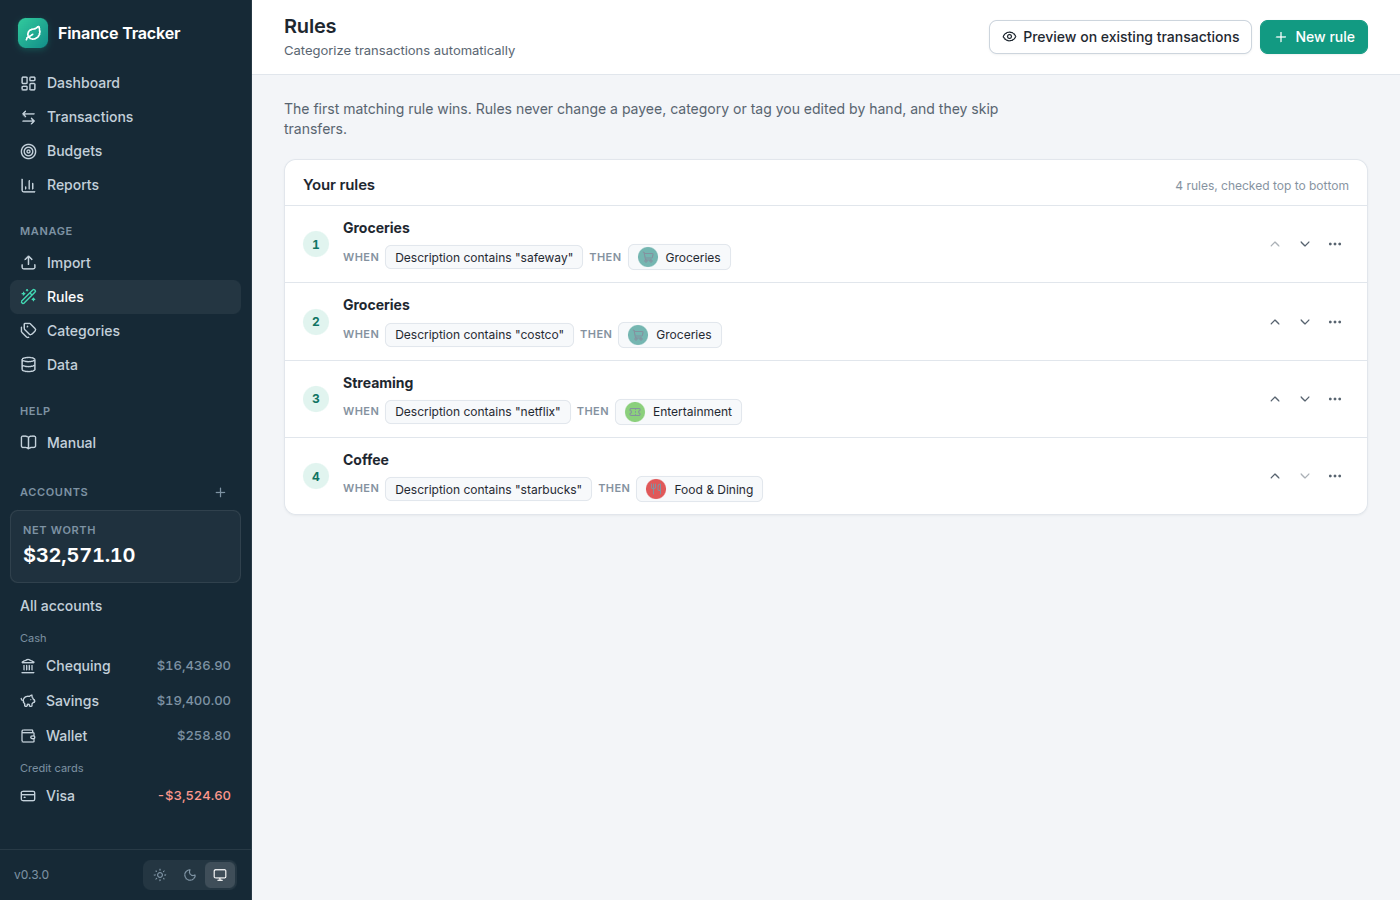 Finance Tracker
Dashboard
Transactions
Budgets
Reports
MANAGE
Import
Rules
Categories
Data
HELP
Manual
ACCOUNTS
NET WORTH
$32,571.10
All accounts
Cash
Chequing $16,436.90
Savings $19,400.00
Wallet $258.80
Credit cards
Visa -$3,524.60
v0.3.0
Rules
Categorize transactions automatically
Preview on existing transactions
New rule
The first matching rule wins. Rules never change a payee, category or tag you edited by hand, and they skip
transfers.
Your rules
4 rules, checked top to bottom
1
Groceries
WHEN Description contains "safeway" THEN Groceries
2
Groceries
WHEN Description contains "costco" THEN Groceries
3
Streaming
WHEN Description contains "netflix" THEN Entertainment
4
Coffee
WHEN Description contains "starbucks" THEN Food & Dining